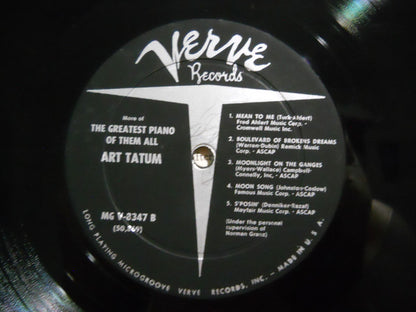 Verve
Records
More of
THE GREATEST PIANO
OF THEM ALL
ART TATUM
MG V-8347 B
(50,869)
1. MEAN TO ME (Turk-Ahlert)
Fred Ahlert Music Corp. -
Cromwell Music Inc.
2. BOULEVARD OF BROKEN DREAMS
(Warren-Dubin) Remick Music
Corp. - ASCAP
3. MOONLIGHT ON THE GANGES
(Myers-Wallace) Campbell-
Connelly, Inc. - ASCAP
4. MOON SONG (Johnston-Coslow)
Famous Music Corp. - ASCAP
5. S'POSIN' (Denniker-Razaf)
Mayfair Music Corp. - ASCAP
(Under the personal
supervision of
Norman Granz)
LONG PLAYING MICROGROOVE VERVE RECORDS, INC. - MADE IN U.S.A.